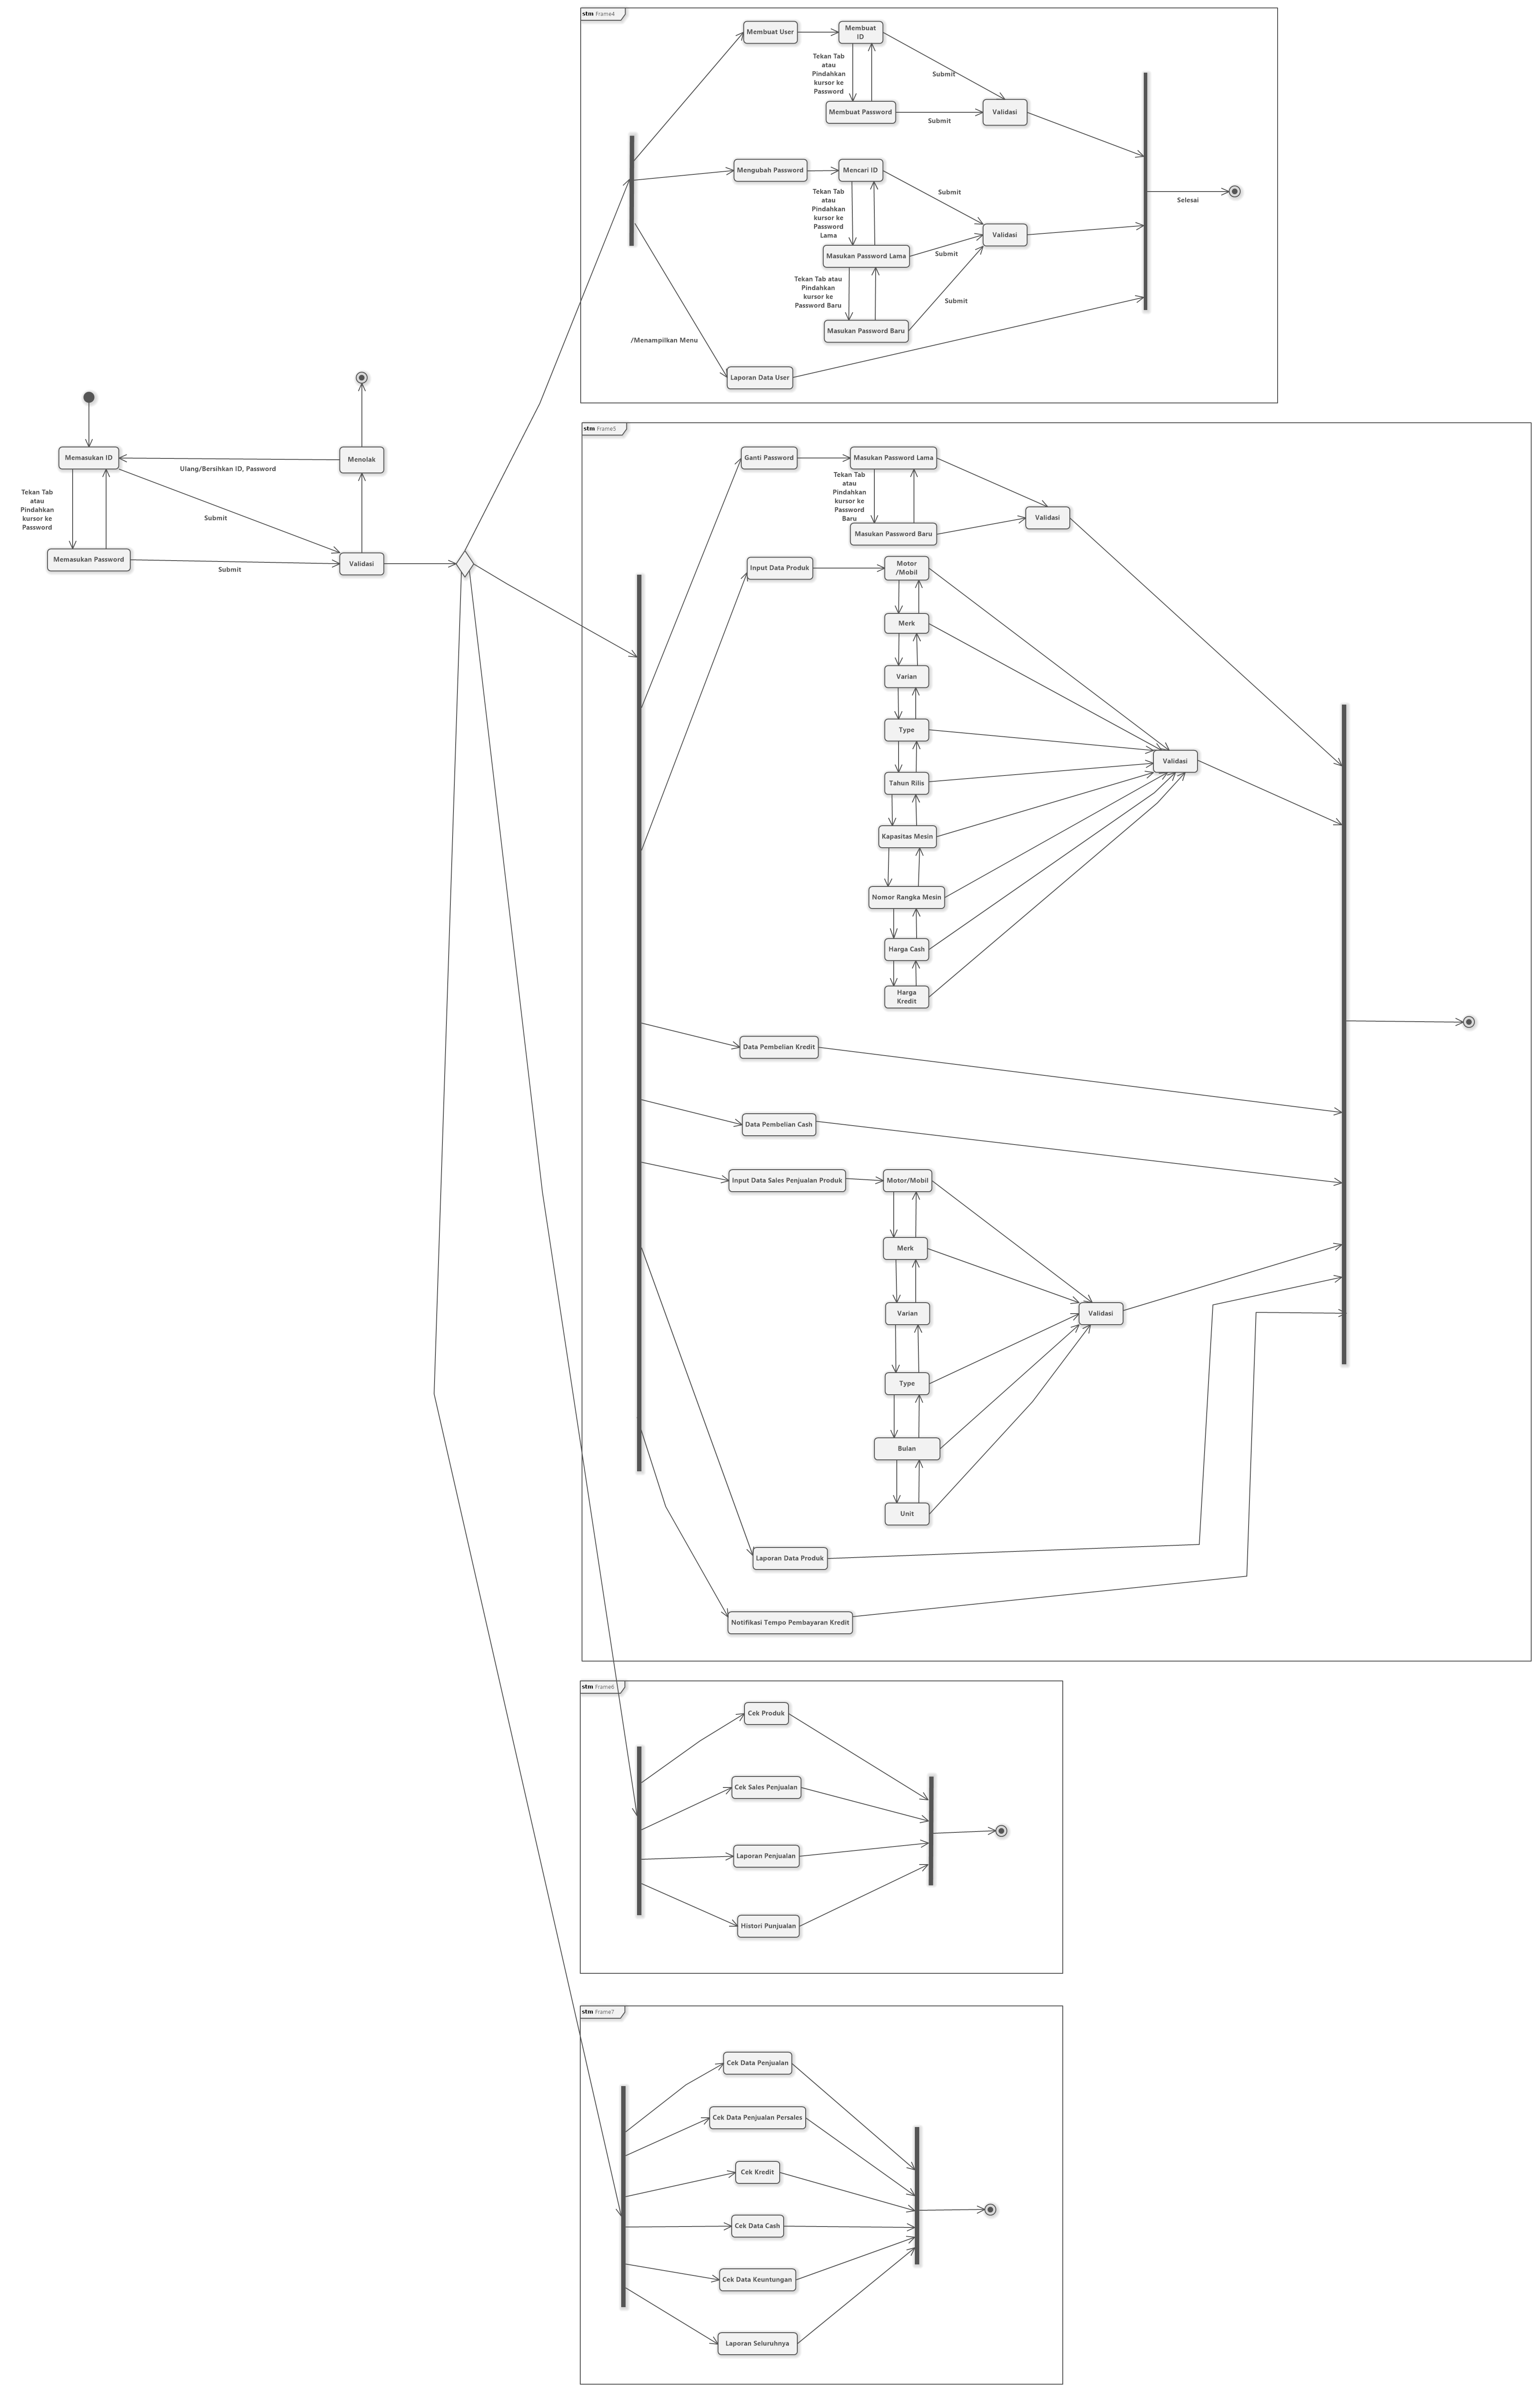 stm Frame4
Membuat User
Membuat
ID
Tekan Tab
atau
Pindahkan
kursor ke
Password
Submit
Membuat Password
Submit
Validasi
Mengubah Password
Mencari ID
Tekan Tab
atau
Pindahkan
kursor ke
Password
Lama
Submit
Validasi
Selesai
Masukan Password Lama
Submit
Tekan Tab atau
Pindahkan
kursor ke
Password Baru
Submit
Masukan Password Baru
/Menampilkan Menu
Laporan Data User
Memasukan ID
Menolak
Ulang/Bersihkan ID, Password
Tekan Tab
atau
Pindahkan
kursor ke
Password
Submit
Memasukan Password
Submit
Validasi
stm Frame5
Ganti Password
Masukan Password Lama
Tekan Tab
atau
Pindahkan
kursor ke
Password
Baru
Validasi
Masukan Password Baru
Input Data Produk
Motor
/Mobil
Merk
Varian
Type
Validasi
Tahun Rilis
Kapasitas Mesin
Nomor Rangka Mesin
Harga Cash
Harga
Kredit
Data Pembelian Kredit
Data Pembelian Cash
Input Data Sales Penjualan Produk
Motor/Mobil
Merk
Varian
Validasi
Type
Bulan
Unit
Laporan Data Produk
Notifikasi Tempo Pembayaran Kredit
stm Frame6
Cek Produk
Cek Sales Penjualan
Laporan Penjualan
Histori Punjualan
stm Frame7
Cek Data Penjualan
Cek Data Penjualan Persales
Cek Kredit
Cek Data Cash
Cek Data Keuntungan
Laporan Seluruhnya